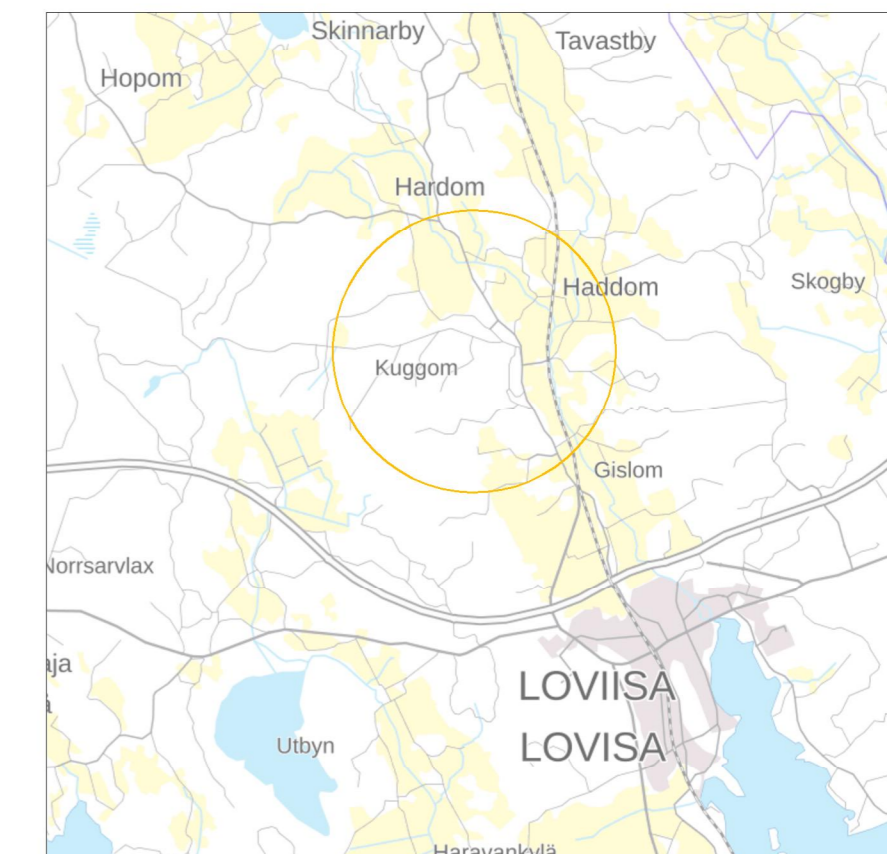 Skinnarby
Tavastby
Hopom
Hardom
Haddom
Skogby
Kuggom
Gislom
Norrsarvlax
LOVIISA
LOVISA
Utbyn